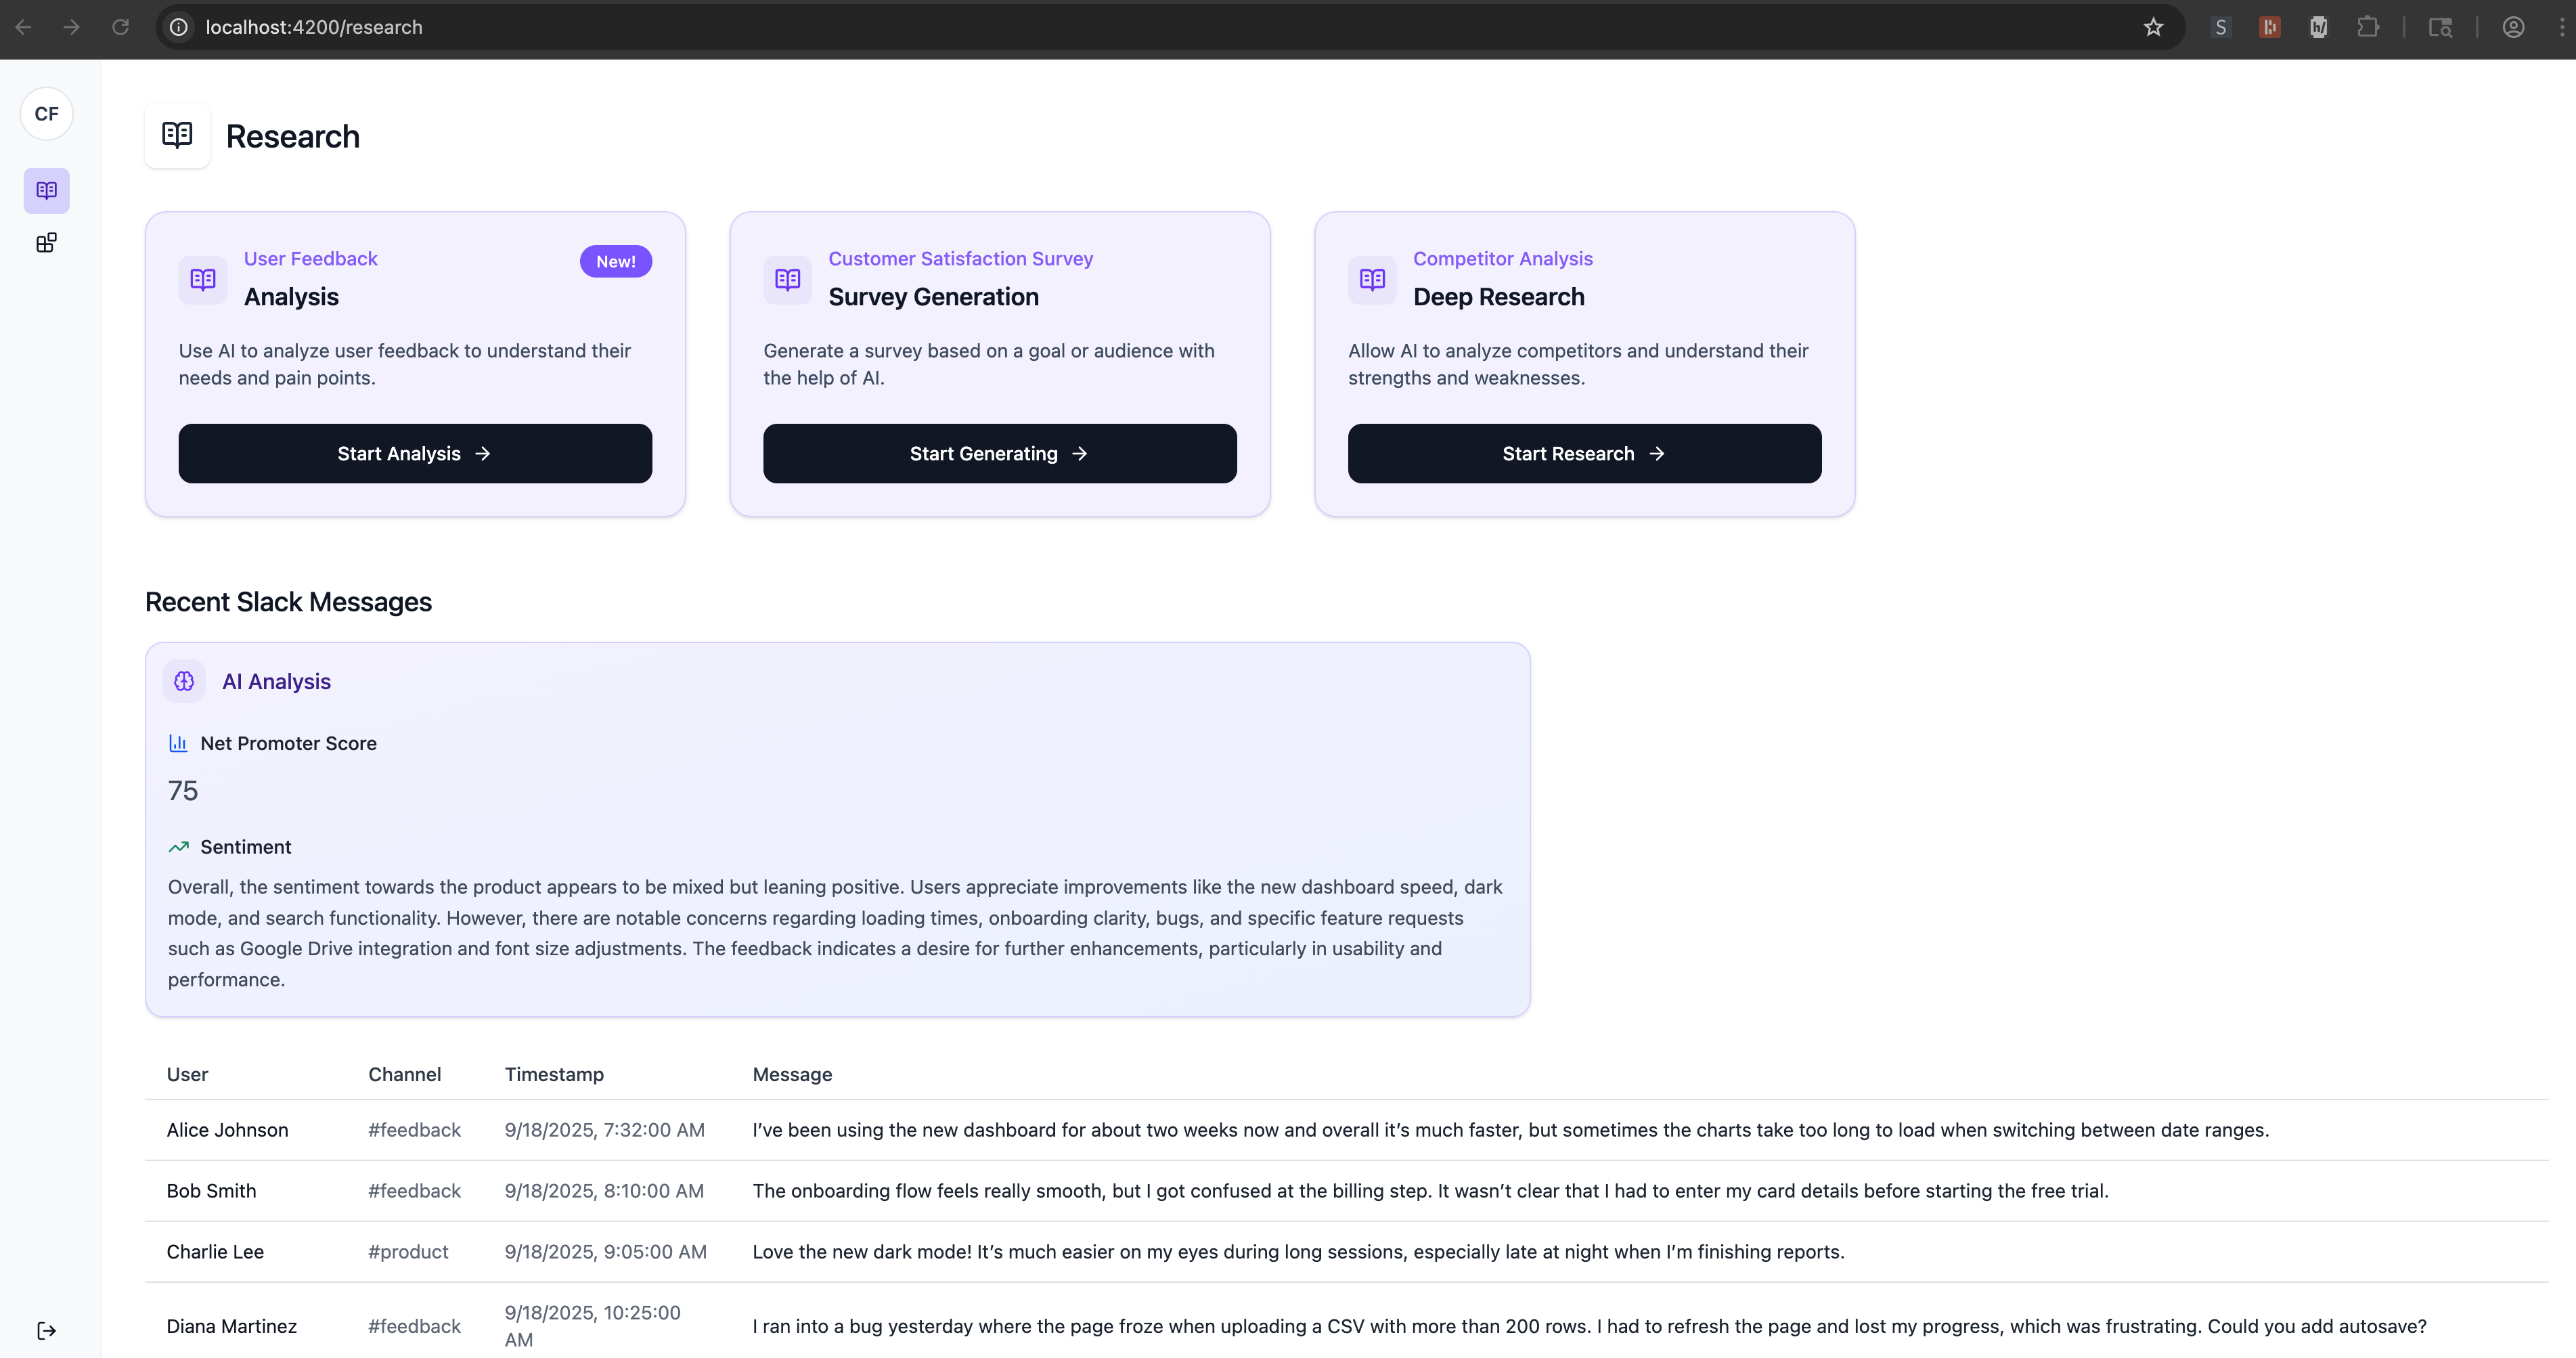 localhost:4200/research
CF
Research
User Feedback
New!
Analysis
Use AI to analyze user feedback to understand their
needs and pain points.
Start Analysis →
Customer Satisfaction Survey
Survey Generation
Generate a survey based on a goal or audience with
the help of AI.
Start Generating →
Competitor Analysis
Deep Research
Allow AI to analyze competitors and understand their
strengths and weaknesses.
Start Research →
Recent Slack Messages
AI Analysis
Net Promoter Score
75
Sentiment
Overall, the sentiment towards the product appears to be mixed but leaning positive. Users appreciate improvements like the new dashboard speed, dark
mode, and search functionality. However, there are notable concerns regarding loading times, onboarding clarity, bugs, and specific feature requests
such as Google Drive integration and font size adjustments. The feedback indicates a desire for further enhancements, particularly in usability and
performance.
User Channel Timestamp Message
Alice Johnson #feedback 9/18/2025, 7:32:00 AM I’ve been using the new dashboard for about two weeks now and overall it’s much faster, but sometimes the charts take too long to load when switching between date ranges.
Bob Smith #feedback 9/18/2025, 8:10:00 AM The onboarding flow feels really smooth, but I got confused at the billing step. It wasn’t clear that I had to enter my card details before starting the free trial.
Charlie Lee #product 9/18/2025, 9:05:00 AM Love the new dark mode! It’s much easier on my eyes during long sessions, especially late at night when I’m finishing reports.
Diana Martinez #feedback 9/18/2025, 10:25:00
AM I ran into a bug yesterday where the page froze when uploading a CSV with more than 200 rows. I had to refresh the page and lost my progress, which was frustrating. Could you add autosave?